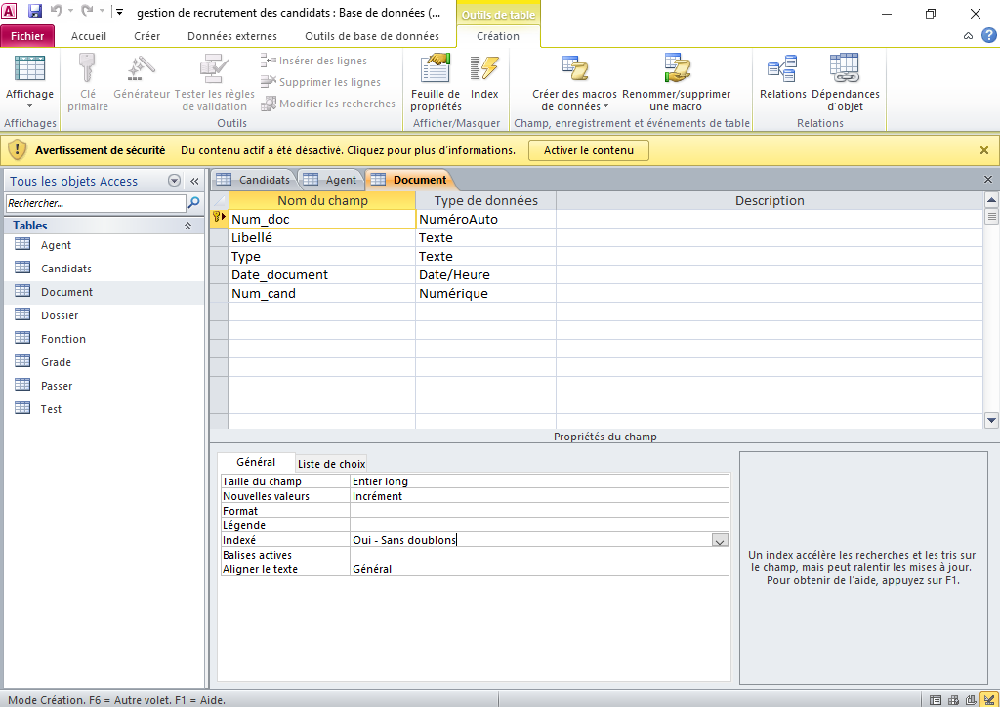 gestion de recrutement des candidats : Base de données (...
Outils de table
Fichier Accueil Créer Données externes Outils de base de données Création
Affichage
Clé primaire
Générateur
Tester les règles de validation
Insérer des lignes
Supprimer les lignes
Modifier les recherches
Feuille de propriétés
Index
Créer des macros de données
Renommer/supprimer une macro
Relations
Dépendances d'objet
Affichages Outils Afficher/Masquer Champ, enregistrement et événements de table Relations
Avertissement de sécurité Du contenu actif a été désactivé. Cliquez pour plus d'informations. Activer le contenu
Tous les objets Access
Rechercher...
Tables
Agent
Candidats
Document
Dossier
Fonction
Grade
Passer
Test
Candidats Agent Document
Nom du champ Type de données Description
Num_doc NuméroAuto
Libellé Texte
Type Texte
Date_document Date/Heure
Num_cand Numérique
Propriétés du champ
Général Liste de choix
Taille du champ Entier long
Nouvelles valeurs Incrément
Format
Légende
Indexé Oui - Sans doublons
Balises actives
Aligner le texte Général
Un index accélère les recherches et les tris sur
le champ, mais peut ralentir les mises à jour.
Pour obtenir de l'aide, appuyez sur F1.
Mode Création. F6 = Autre volet. F1 = Aide.